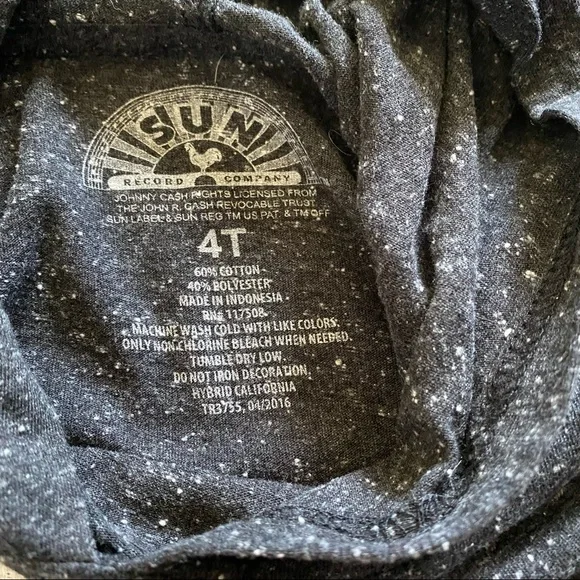 SUN
RECORD COMPANY
JOHNNY CASH RIGHTS LICENSED FROM
THE JOHN R. CASH REVOCABLE TRUST
SUN LABEL & SUN REG TM US PAT. & TM OFF
4T
60% COTTON
40% POLYESTER
MADE IN INDONESIA
RN# 117508
MACHINE WASH COLD WITH LIKE COLORS.
ONLY NON-CHLORINE BLEACH WHEN NEEDED.
TUMBLE DRY LOW.
DO NOT IRON DECORATION.
HYBRID CALIFORNIA
TR3755, 04/2016